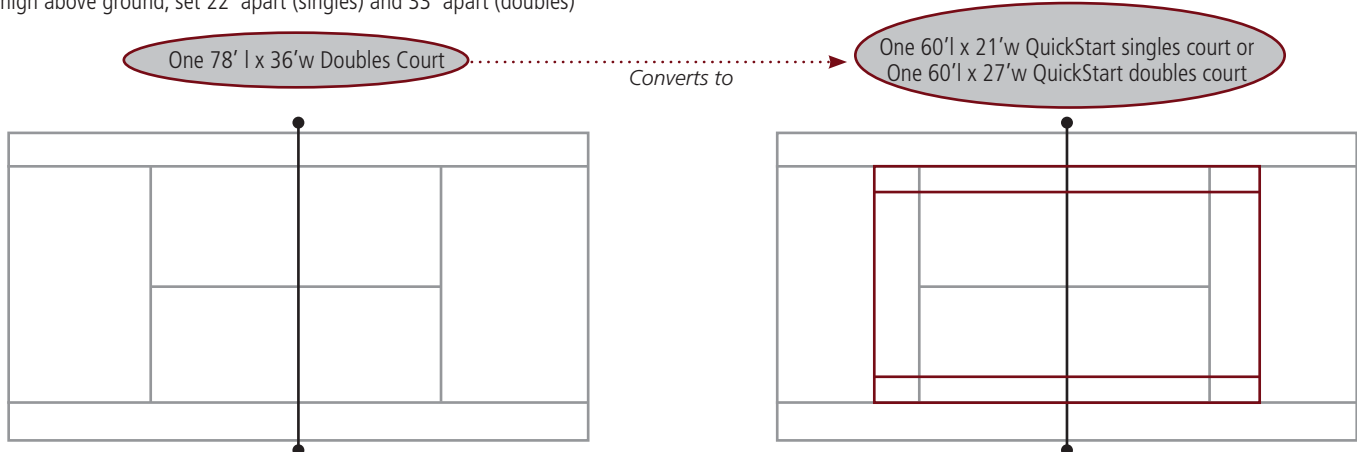 high above ground, set 22' apart (singles) and 33' apart (doubles)
One 78' l x 36'w Doubles Court
Converts to
One 60'l x 21'w QuickStart singles court or
One 60'l x 27'w QuickStart doubles court